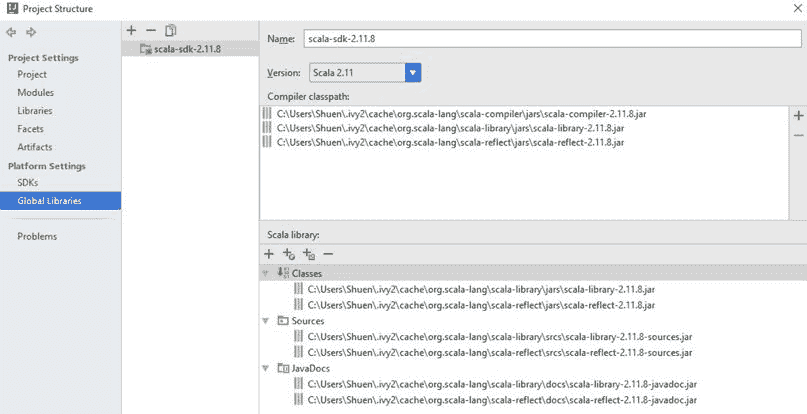 Project Structure
Project Settings
Project
Modules
Libraries
Facets
Artifacts
Platform Settings
SDKs
Global Libraries
Problems
scala-sdk-2.11.8
Name: scala-sdk-2.11.8
Version: Scala 2.11
Compiler classpath:
C:\Users\Shuen\.ivy2\cache\org.scala-lang\scala-compiler\jars\scala-compiler-2.11.8.jar
C:\Users\Shuen\.ivy2\cache\org.scala-lang\scala-library\jars\scala-library-2.11.8.jar
C:\Users\Shuen\.ivy2\cache\org.scala-lang\scala-reflect\jars\scala-reflect-2.11.8.jar
Scala library:
Classes
C:\Users\Shuen\.ivy2\cache\org.scala-lang\scala-library\jars\scala-library-2.11.8.jar
C:\Users\Shuen\.ivy2\cache\org.scala-lang\scala-reflect\jars\scala-reflect-2.11.8.jar
Sources
C:\Users\Shuen\.ivy2\cache\org.scala-lang\scala-library\srcs\scala-library-2.11.8-sources.jar
C:\Users\Shuen\.ivy2\cache\org.scala-lang\scala-reflect\srcs\scala-reflect-2.11.8-sources.jar
JavaDocs
C:\Users\Shuen\.ivy2\cache\org.scala-lang\scala-library\docs\scala-library-2.11.8-javadoc.jar
C:\Users\Shuen\.ivy2\cache\org.scala-lang\scala-reflect\docs\scala-reflect-2.11.8-javadoc.jar